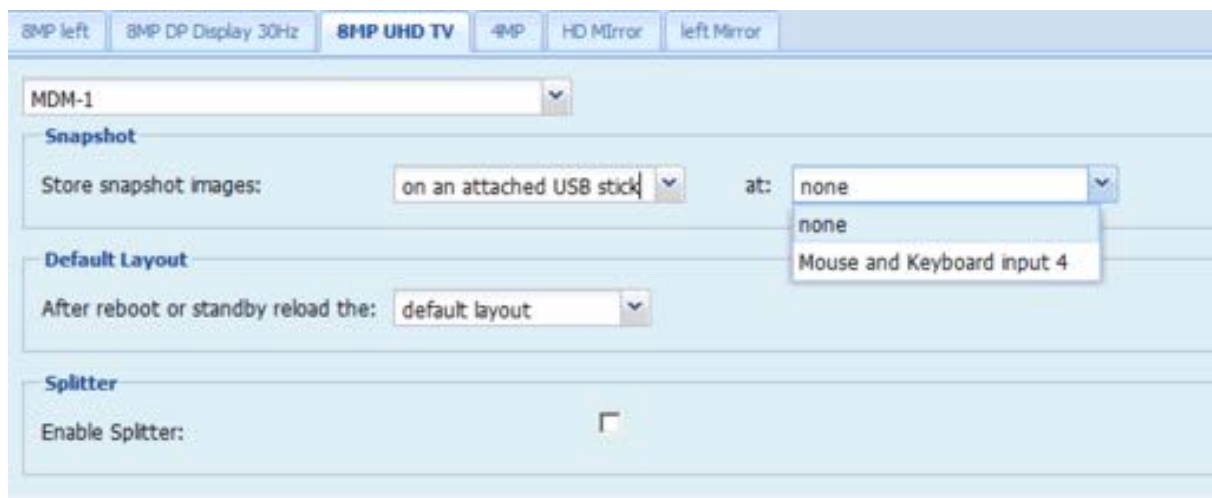 8MP left 8MP DP Display 30Hz 8MP UHD TV 4MP HD MIrror left Mirror
MDM-1
Snapshot
Store snapshot images: on an attached USB stick at: none
none
Mouse and Keyboard input 4
Default Layout
After reboot or standby reload the: default layout
Splitter
Enable Splitter: